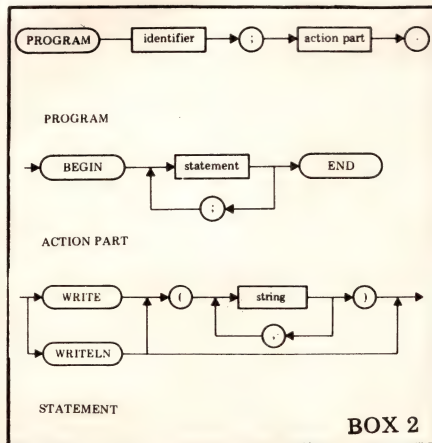 PROGRAM identifier ; action part .
PROGRAM
BEGIN statement END
;
ACTION PART
WRITE ( string )
,
WRITELN
STATEMENT
BOX 2